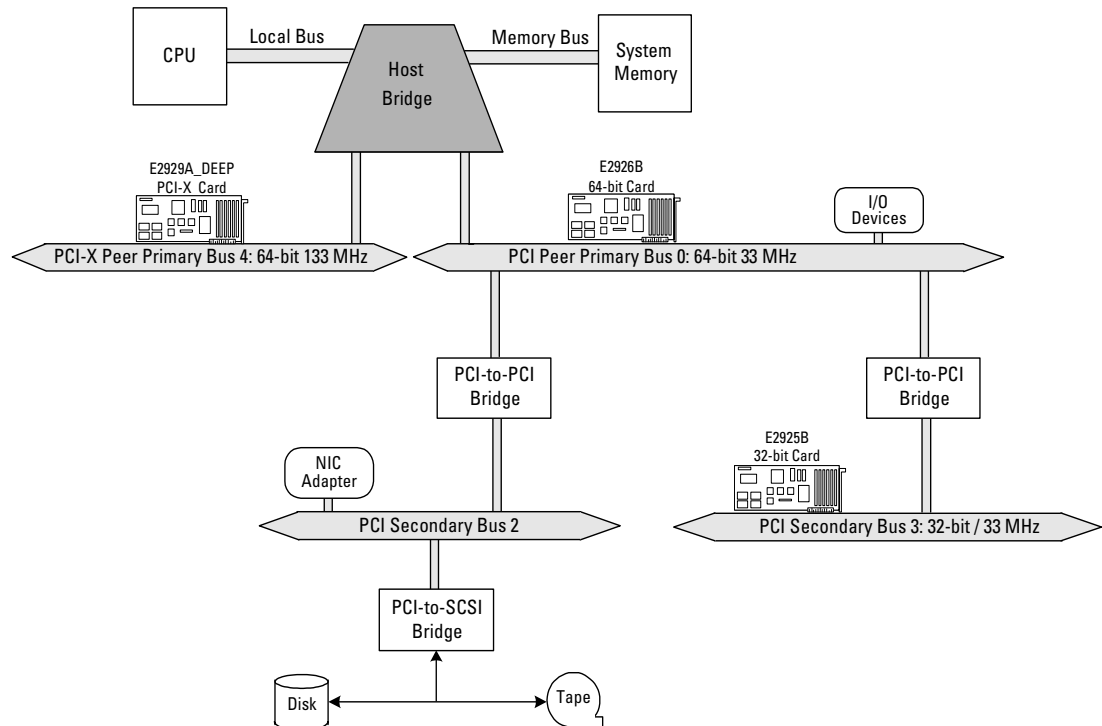 CPU
Local Bus
Host
Bridge
Memory Bus
System
Memory
E2929A_DEEP
PCI-X Card
E2926B
64-bit Card
I/O
Devices
PCI-X Peer Primary Bus 4: 64-bit 133 MHz
PCI Peer Primary Bus 0: 64-bit 33 MHz
PCI-to-PCI
Bridge
PCI-to-PCI
Bridge
NIC
Adapter
E2925B
32-bit Card
PCI Secondary Bus 2
PCI Secondary Bus 3: 32-bit / 33 MHz
PCI-to-SCSI
Bridge
Disk
Tape